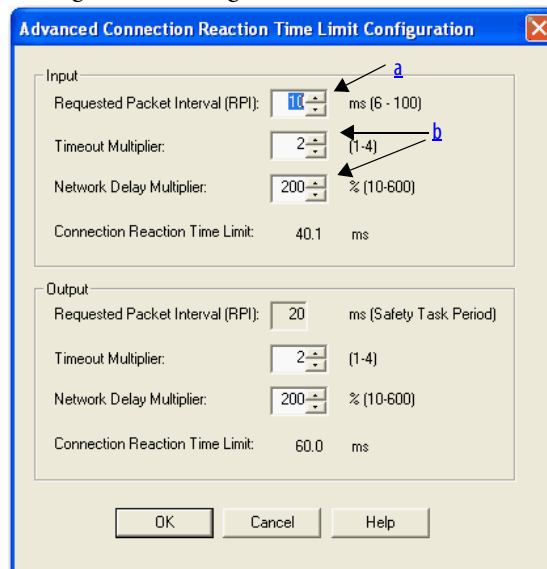 Advanced Connection Reaction Time Limit Configuration
Input
a
Requested Packet Interval (RPI): 10 ms (6 - 100)
b
Timeout Multiplier: 2 (1-4)
Network Delay Multiplier: 200 % (10-600)
Connection Reaction Time Limit: 40.1 ms
Output
Requested Packet Interval (RPI): 20 ms (Safety Task Period)
Timeout Multiplier: 2 (1-4)
Network Delay Multiplier: 200 % (10-600)
Connection Reaction Time Limit: 60.0 ms
OK Cancel Help